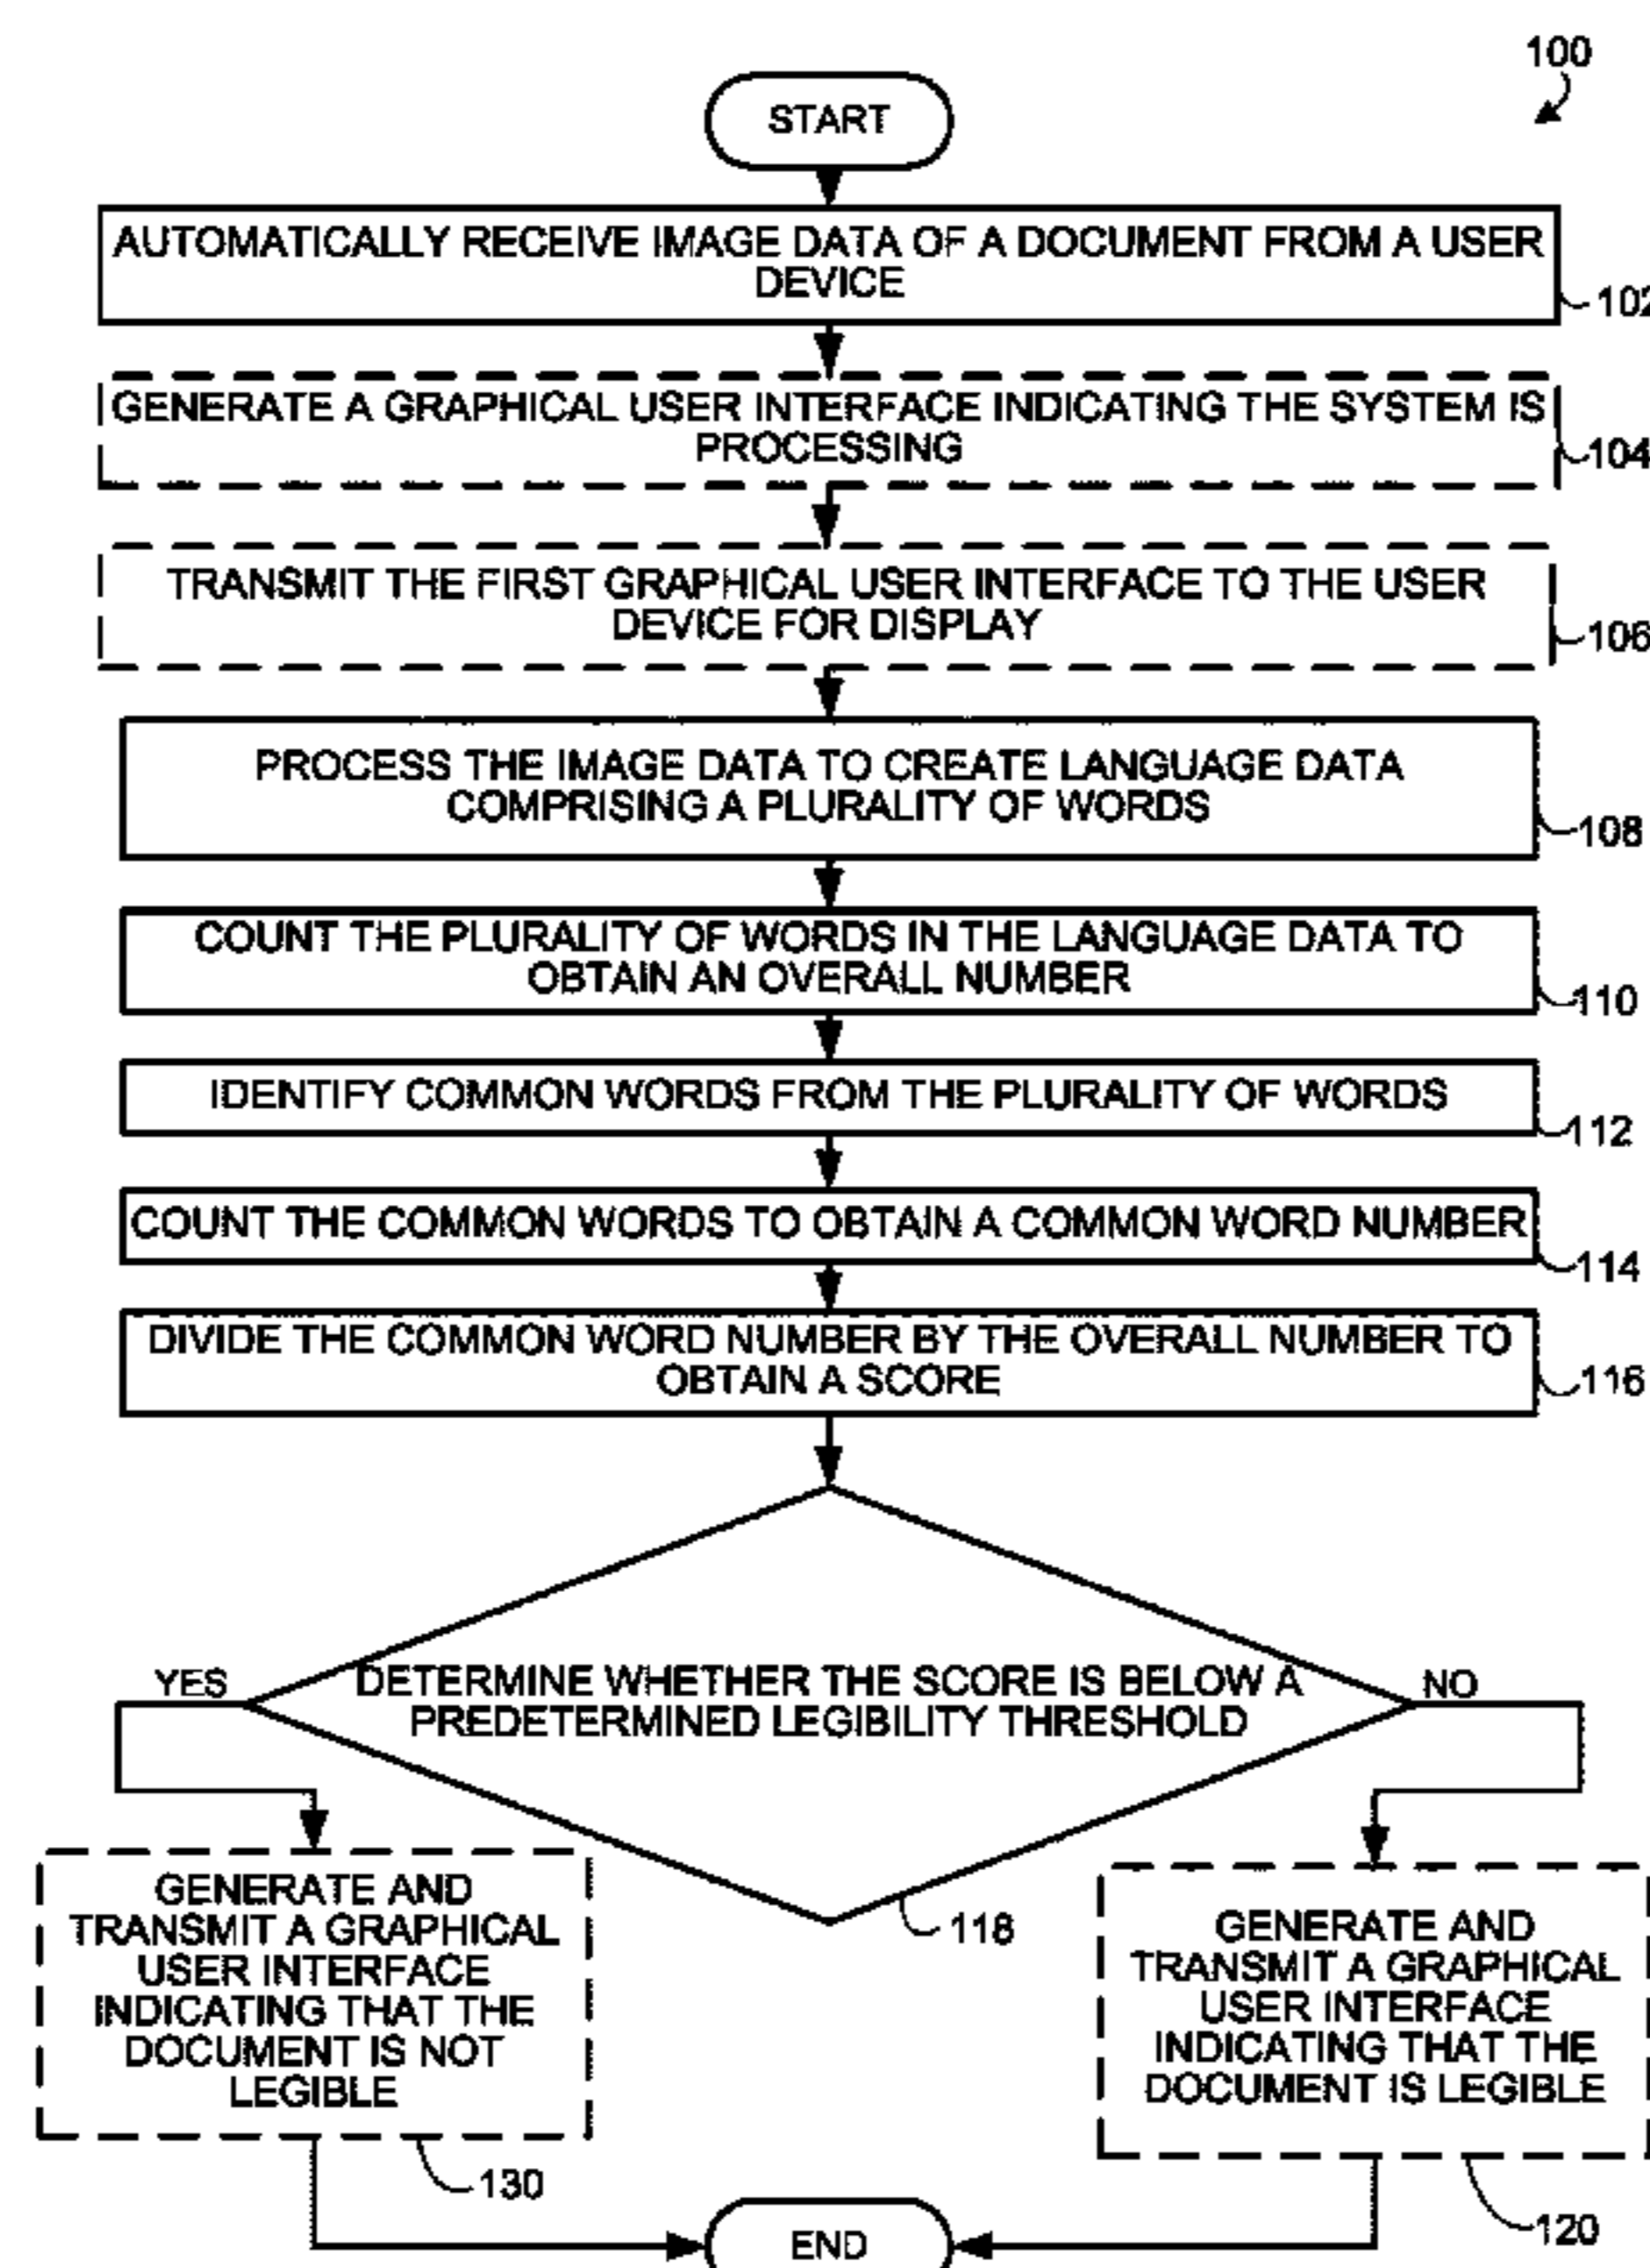 100
START
AUTOMATICALLY RECEIVE IMAGE DATA OF A DOCUMENT FROM A USER
DEVICE
102
GENERATE A GRAPHICAL USER INTERFACE INDICATING THE SYSTEM IS
PROCESSING
104
TRANSMIT THE FIRST GRAPHICAL USER INTERFACE TO THE USER
DEVICE FOR DISPLAY
106
PROCESS THE IMAGE DATA TO CREATE LANGUAGE DATA
COMPRISING A PLURALITY OF WORDS
108
COUNT THE PLURALITY OF WORDS IN THE LANGUAGE DATA TO
OBTAIN AN OVERALL NUMBER
110
IDENTIFY COMMON WORDS FROM THE PLURALITY OF WORDS
112
COUNT THE COMMON WORDS TO OBTAIN A COMMON WORD NUMBER
114
DIVIDE THE COMMON WORD NUMBER BY THE OVERALL NUMBER TO
OBTAIN A SCORE
116
YES
DETERMINE WHETHER THE SCORE IS BELOW A
PREDETERMINED LEGIBILITY THRESHOLD
NO
118
GENERATE AND
TRANSMIT A GRAPHICAL
USER INTERFACE
INDICATING THAT THE
DOCUMENT IS NOT
LEGIBLE
130
GENERATE AND
TRANSMIT A GRAPHICAL
USER INTERFACE
INDICATING THAT THE
DOCUMENT IS LEGIBLE
120
END